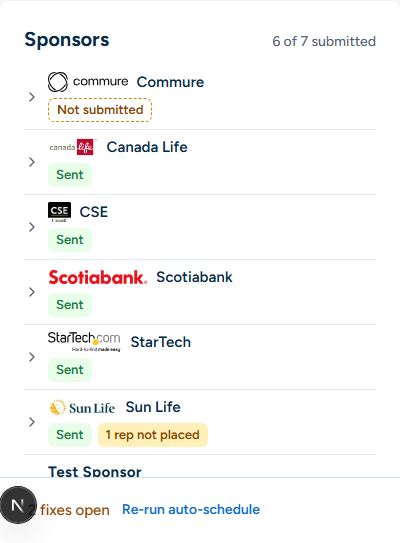 Sponsors 6 of 7 submitted
commure Commure
Not submitted
canada life Canada Life
Sent
CSE CSE
Canada
Sent
Scotiabank. Scotiabank
Sent
StarTech.com StarTech
Hard-to-find made easy
Sent
Sun Life Sun Life
Sent 1 rep not placed
Test Sponsor
N 2 fixes open Re-run auto-schedule